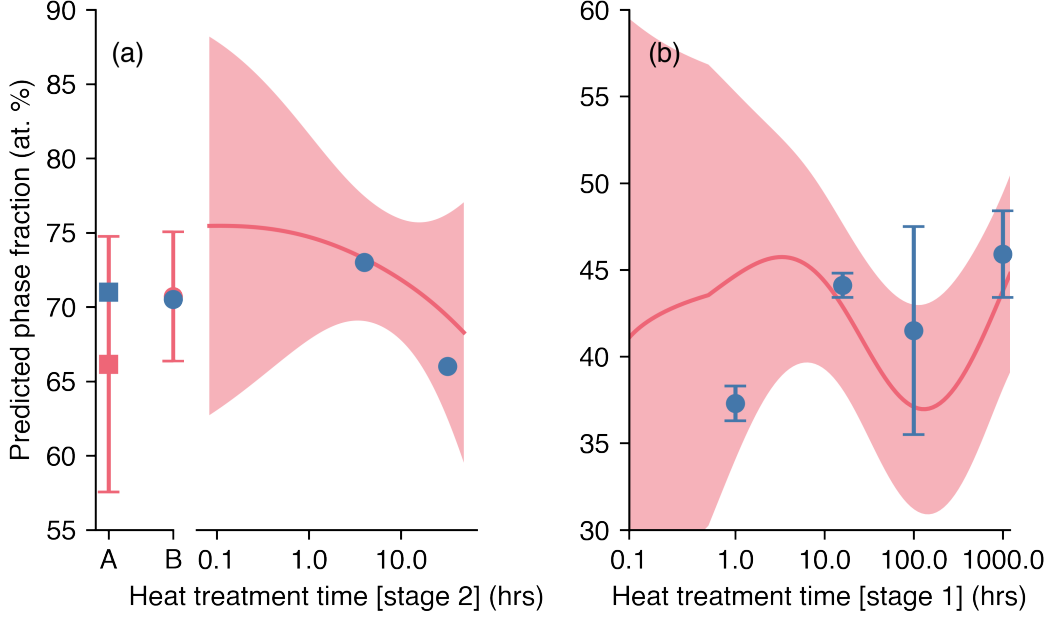 Predicted phase fraction (at. %)
90
85
80
75
70
65
60
55
(a)
A B 0.1 1.0 10.0
Heat treatment time [stage 2] (hrs)
60
55
50
45
40
35
30
(b)
0.1 1.0 10.0 100.0 1000.0
Heat treatment time [stage 1] (hrs)